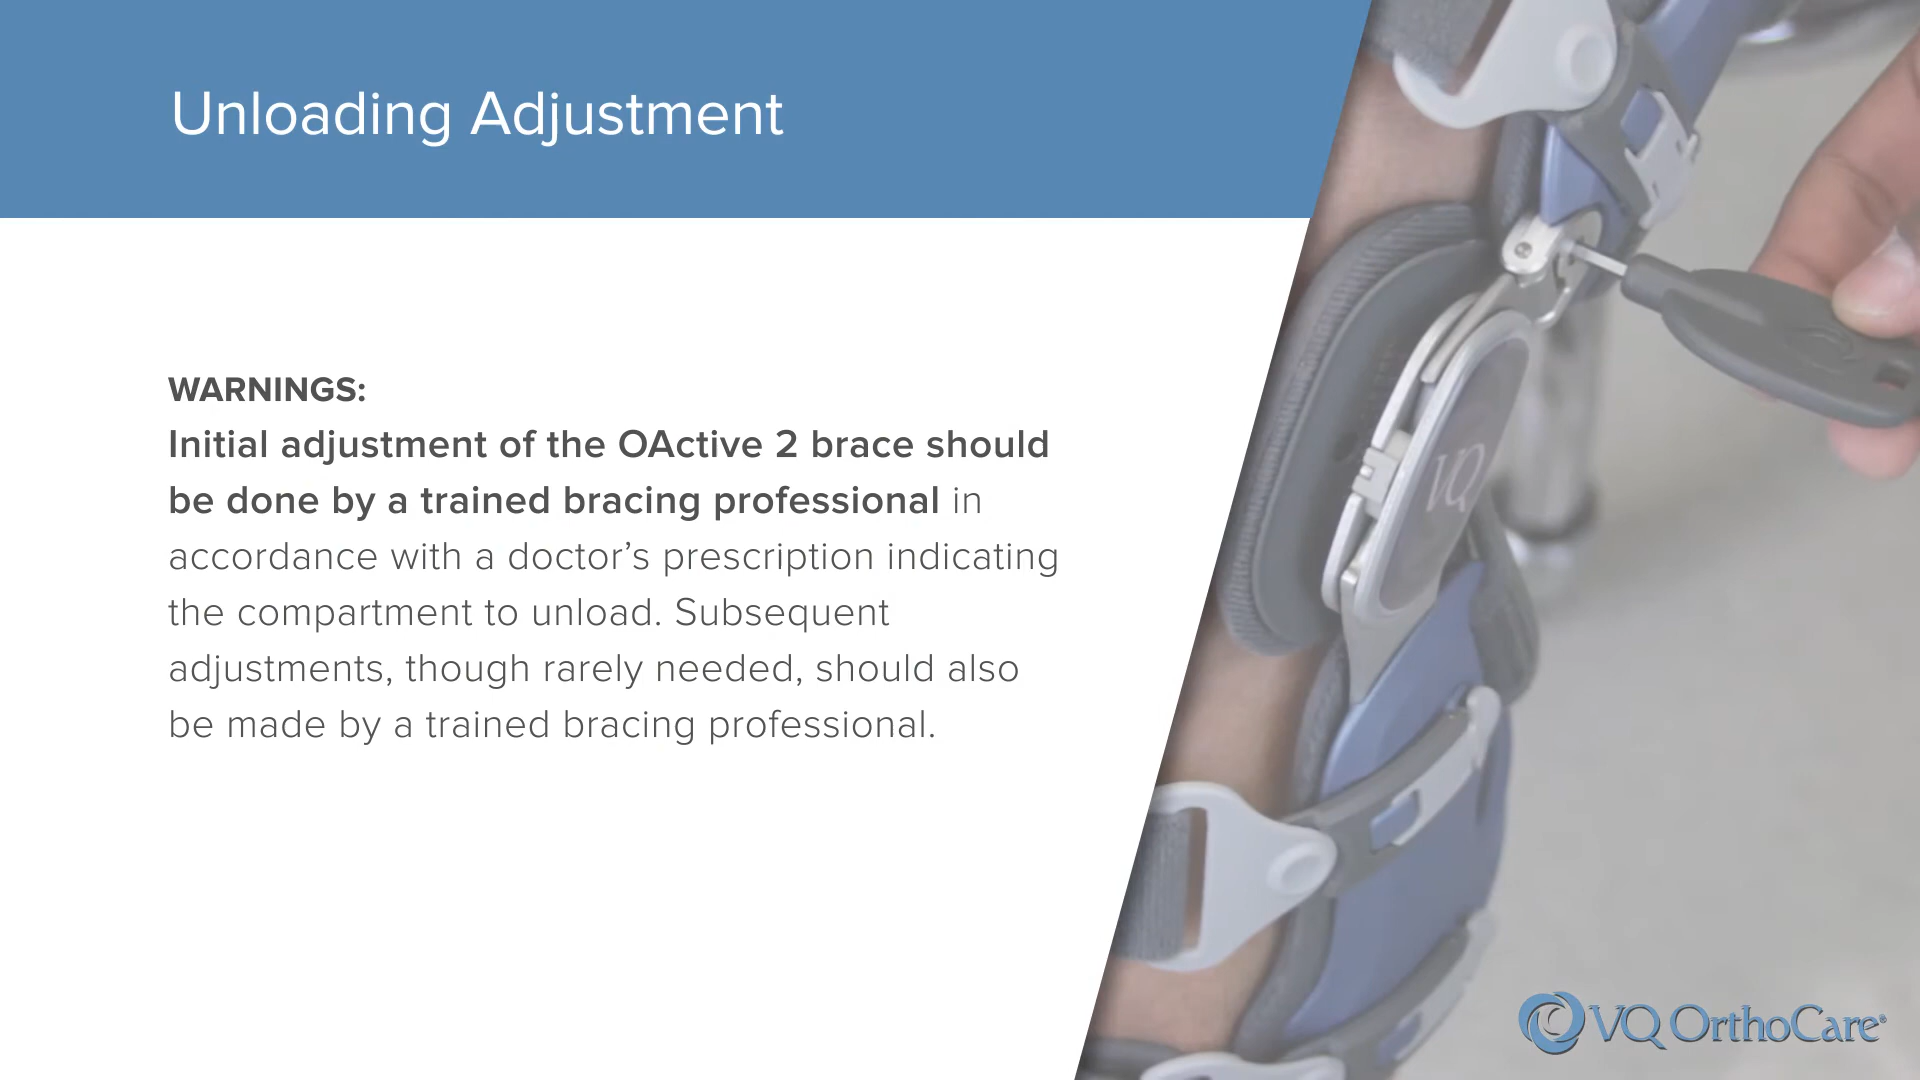 Unloading Adjustment
WARNINGS:
Initial adjustment of the OActive 2 brace should
be done by a trained bracing professional in
accordance with a doctor’s prescription indicating
the compartment to unload. Subsequent
adjustments, though rarely needed, should also
be made by a trained bracing professional.
VQ
VQ OrthoCare®